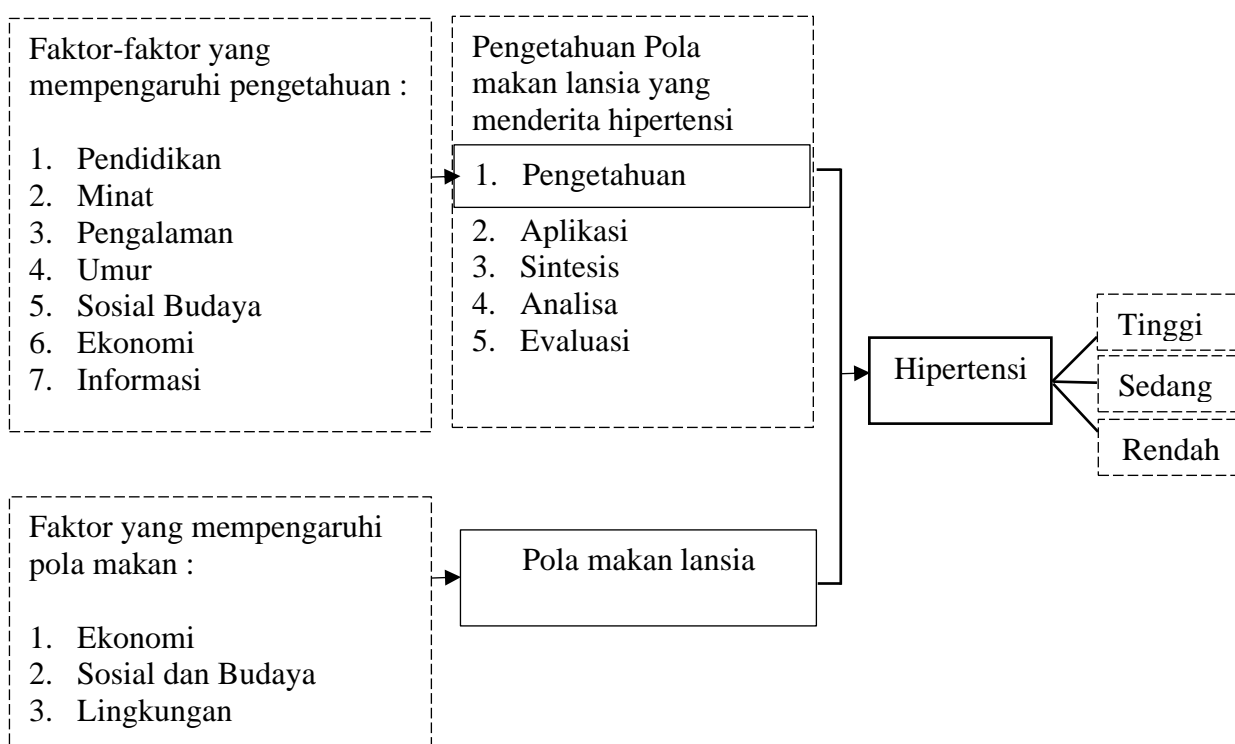 Faktor-faktor yang
mempengaruhi pengetahuan :
1. Pendidikan
2. Minat
3. Pengalaman
4. Umur
5. Sosial Budaya
6. Ekonomi
7. Informasi
Pengetahuan Pola
makan lansia yang
menderita hipertensi
1. Pengetahuan
2. Aplikasi
3. Sintesis
4. Analisa
5. Evaluasi
Faktor yang mempengaruhi
pola makan :
1. Ekonomi
2. Sosial dan Budaya
3. Lingkungan
Pola makan lansia
Hipertensi
Tinggi
Sedang
Rendah